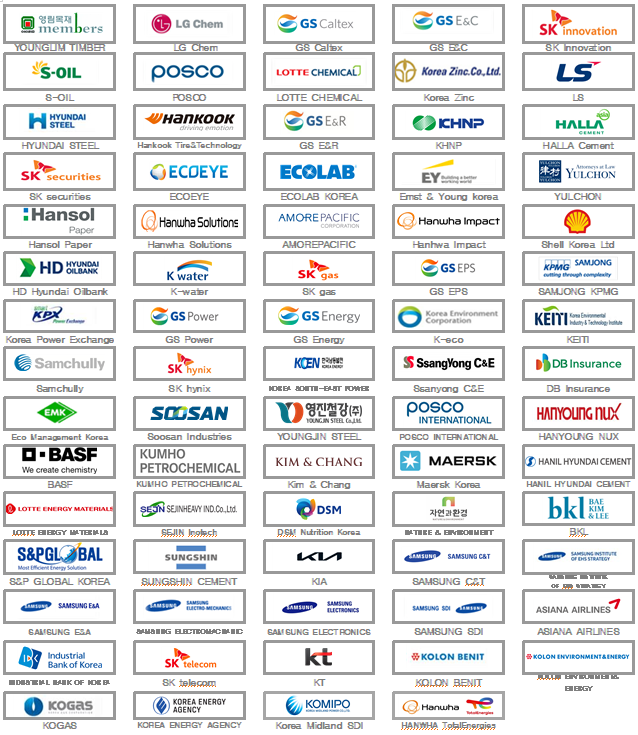 영림목재
members
LG Chem
GS Caltex
GS E&C
SK innovation
YOUNGLIM TIMBER
LG Chem
GS Caltex
GS E&C
SK Innovation
S-OIL
posco
LOTTE CHEMICAL
Korea Zinc.Co.,Ltd.
LS
S-OIL
POSCO
LOTTE CHEMICAL
Korea Zinc
LS
HYUNDAI
STEEL
HANKOOK
driving emotion
GS E&R
KHNP
asia
HALLA
CEMENT
HYUNDAI STEEL
Hankook Tire&Technology
GS E&R
KHNP
HALLA Cement
SK securities
ECOEYE
ECOLAB
EY
Building a better
working world
Attorneys at Law
YULCHON
SK securities
ECOEYE
ECOLAB KOREA
Ernst & Young korea
YULCHON
Hansol
Paper
Hanwha Solutions
AMOREPACIFIC
CORPORATION
Hanwha Impact
Hansol Paper
Hanwha Solutions
AMOREPACIFIC
Hanhwa Impact
Shell Korea Ltd
HD HYUNDAI
OILBANK
K water
SK gas
GS EPS
KPMG SAMJONG
cutting through complexity
HD Hyundai Oilbank
K-water
SK gas
GS EPS
SAMJONG KPMG
KPX
Power Exchange
GS Power
GS Energy
Korea Environment
Corporation
KEITI
Korea Environmental
Industry & Technology Institute
Korea Power Exchange
GS Power
GS Energy
K-eco
KEITI
Samchully
SK hynix
KOEN
SsangYong C&E
DB Insurance
Samchully
SK hynix
KOREA SOUTH-EAST POWER
Ssanyong C&E
DB Insurance
EMK
SOOSAN
영진철강(주)
YOUNGJIN STEEL Co.,Ltd.
posco
INTERNATIONAL
HANYOUNG NUX
Eco Management Korea
Soosan Industries
YOUNGJIN STEEL
POSCO INTERNATIONAL
HANYOUNG NUX
BASF
We create chemistry
KUMHO
PETROCHEMICAL
KIM & CHANG
MAERSK
HANIL HYUNDAI CEMENT
BASF
KUMHO PETROCHEMICAL
Kim & Chang
Maersk Korea
HANIL HYUNDAI CEMENT
LOTTE ENERGY MATERIALS
SEJIN SEJINHEAVY IND.Co.,Ltd.
DSM
자연과환경
bkl BAE
KIM
& LEE
LOTTE ENERGY MATERIALS
SEJIN Inotech
DSM Nutrition Korea
NATURE & ENVIRONMENT
BKL
S&P GLOBAL
Most Efficient Energy Solution
SUNGSHIN
KIA
SAMSUNG SAMSUNG C&T
SAMSUNG SAMSUNG INSTITUTE
OF EHS STRATEGY
S&P GLOBAL KOREA
SUNGSHIN CEMENT
KIA
SAMSUNG C&T
SAMSUNG INSTITUTE
OF EHS STRATEGY
SAMSUNG SAMSUNG E&A
SAMSUNG SAMSUNG
ELECTRO-MECHANICS
SAMSUNG SAMSUNG
ELECTRONICS
SAMSUNG SDI SAMSUNG
ASIANA AIRLINES
SAMSUNG E&A
SAMSUNG ELECTROMACHANIC
SAMSUNG ELECTRONICS
SAMSUNG SDI
ASIANA AIRLINES
IBK Industrial
Bank of Korea
SK telecom
kt
KOLON BENIT
KOLON ENVIRONMENT&ENERGY
INDUSTRIAL BANK OF KOREA
SK telecom
KT
KOLON BENIT
KOLON ENVIRONMENT&
ENERGY
KOGAS
KOREA ENERGY
AGENCY
KOMIPO
KOREA MIDLAND POWER CO.,LTD
Hanwha TotalEnergies
KOGAS
KOREA ENERGY AGENCY
Korea Midland SDI
HANWHA TotalEnergies